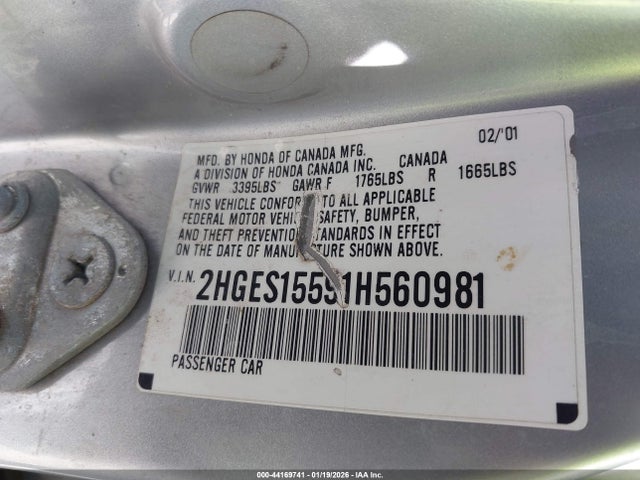 02/'01
MFD. BY HONDA OF CANADA MFG.
A DIVISION OF HONDA CANADA INC. CANADA
GVWR 3395LBS GAWR F 1765LBS R 1665LBS
THIS VEHICLE CONFORMS TO ALL APPLICABLE
FEDERAL MOTOR VEHICLE SAFETY, BUMPER,
AND THEFT PREVENTION STANDARDS IN EFFECT
ON THE DATE OF MANUFACTURE SHOWN ABOVE.
V.I.N. 2HGES15591H560981
PASSENGER CAR
000-44169741 - 01/19/2026 - IAA Inc.